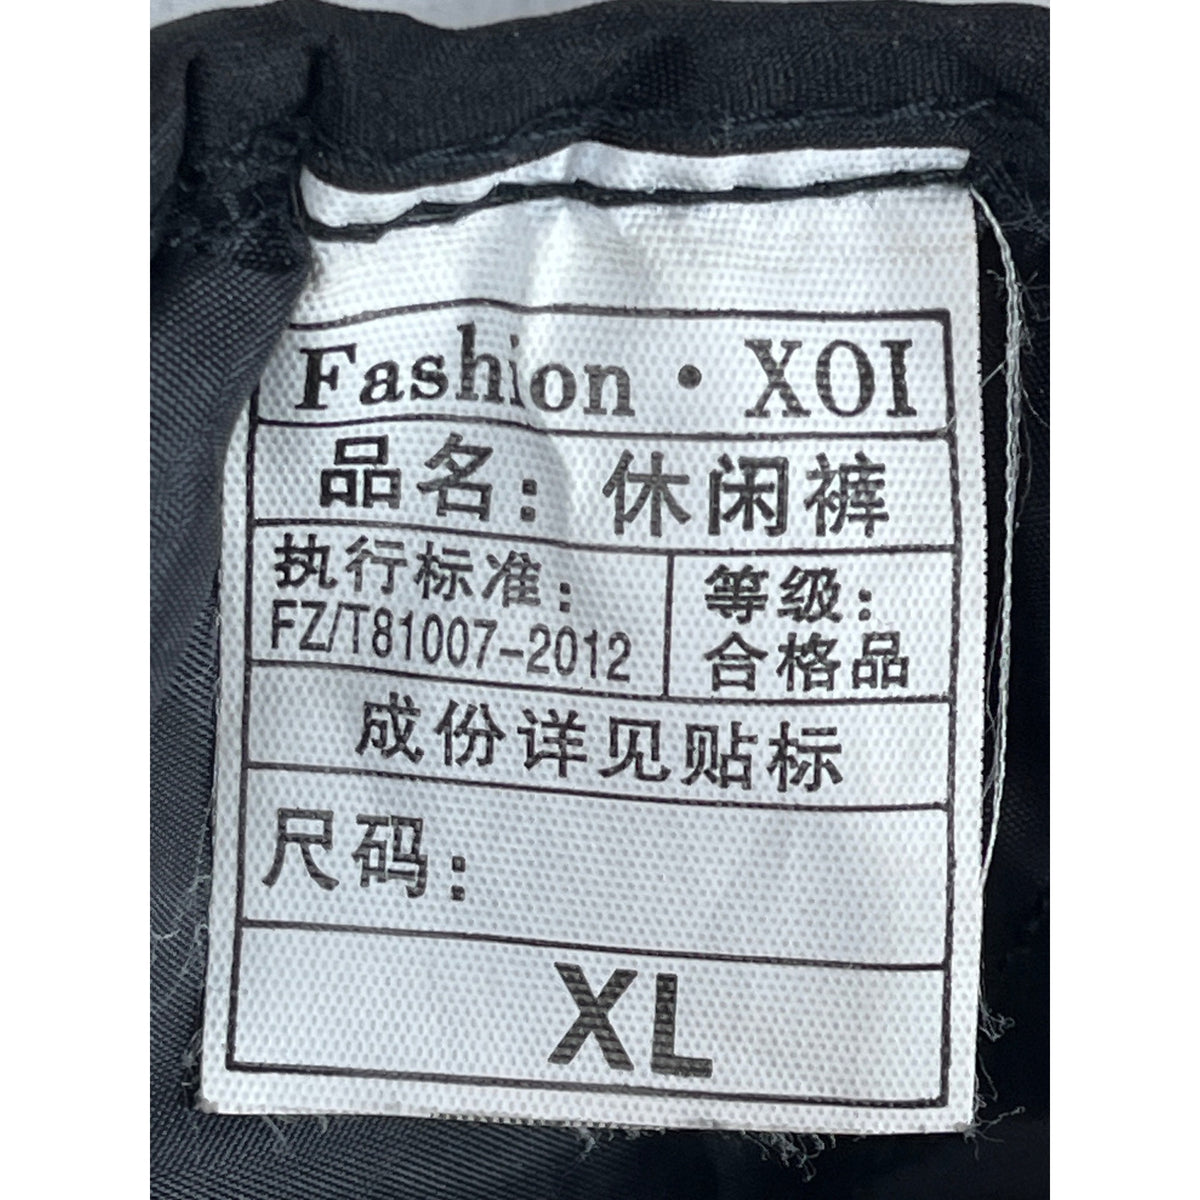 Fashion · XOI
品名：休闲裤
执行标准：
FZ/T81007-2012
等级：
合格品
成份详见贴标
尺码：
XL